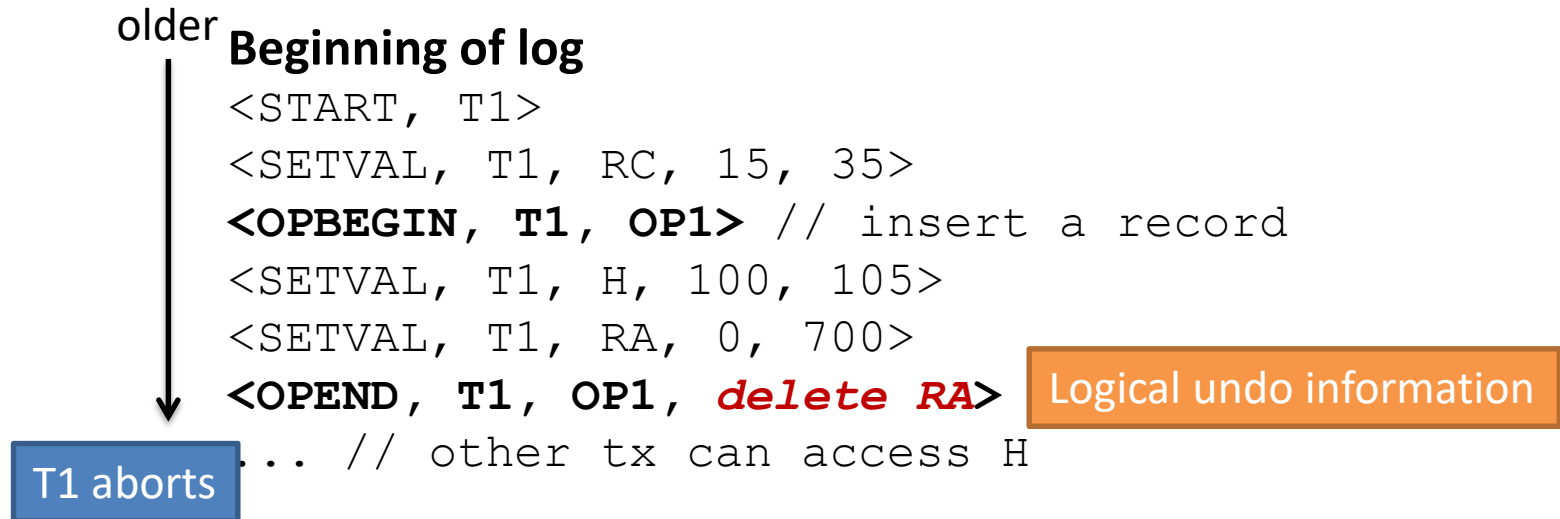 older
Beginning of log
<START, T1>
<SETVAL, T1, RC, 15, 35>
<OPBEGIN, T1, OP1> // insert a record
<SETVAL, T1, H, 100, 105>
<SETVAL, T1, RA, 0, 700>
<OPEND, T1, OP1, delete RA>
Logical undo information
... // other tx can access H
T1 aborts